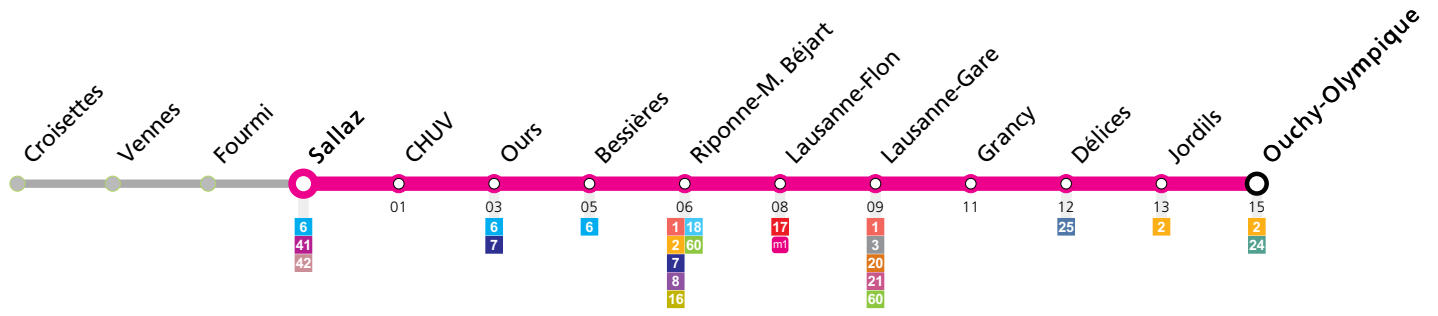 Croisettes
Vennes
Fourmi
Sallaz
CHUV
Ours
Bessières
Riponne-M. Béjart
Lausanne-Flon
Lausanne-Gare
Grancy
Délices
Jordils
Ouchy-Olympique
01 03 05 06 08 09 11 12 13 15
6 6 6 1 18 17 1 25 2 2
41 7 2 60 m1 3 24
42 7 20
8 21
16 60